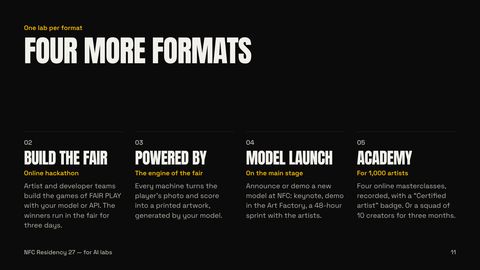 One lab per format
FOUR MORE FORMATS
02
BUILD THE FAIR
Online hackathon
Artist and developer teams
build the games of FAIR PLAY
with your model or API. The
winners run in the fair for
three days.
03
POWERED BY
The engine of the fair
Every machine turns the
player's photo and score
into a printed artwork,
generated by your model.
04
MODEL LAUNCH
On the main stage
Announce or demo a new
model at NFC: keynote, demo
in the Art Factory, a 48-hour
sprint with the artists.
05
ACADEMY
For 1,000 artists
Four online masterclasses,
recorded, with a "Certified
artist" badge. Or a squad of
10 creators for three months.
NFC Residency 27 — for AI labs
11